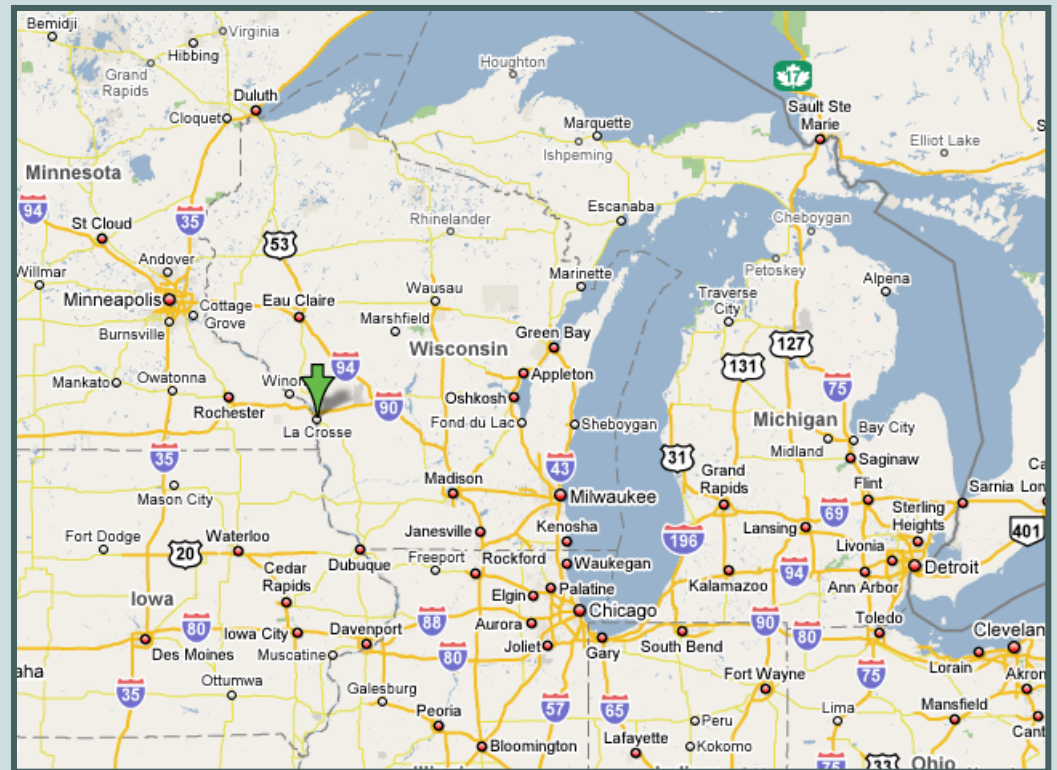 Bemidji
Virginia
Hibbing
Grand
Rapids
Houghton
17
Duluth
Cloquet
Sault Ste
Marie
Marquette
Ishpeming
Elliot Lake
Minnesota
94
35
St Cloud
Escanaba
Rhinelander
Cheboygan
53
Andover
Willmar
Petoskey
Marinette
Alpena
Minneapolis
Cottage
Grove
Eau Claire
Wausau
Traverse
City
Burnsville
Marshfield
Green Bay
127
Wisconsin
94
131
Appleton
Mankato
Owatonna
Winon
75
Oshkosh
90
Rochester
La Crosse
Fond du Lac
Sheboygan
Michigan
Bay City
Midland
35
31
Saginaw
43
Madison
Grand
Rapids
Flint
Sarnia
Lon
Mason City
Milwaukee
69
Sterling
Heights
Lansing
Janesville
Kenosha
401
Fort Dodge
Waterloo
196
Livonia
20
Dubuque
Freeport
Rockford
Waukegan
Detroit
Cedar
Rapids
94
Kalamazoo
Ann Arbor
Palatine
Elgin
Iowa
Chicago
88
90
Toledo
80
Iowa City
Davenport
Aurora
80
Clevelan
Des Moines
Muscatine
80
Joliet
Gary
South Bend
Lorain
aha
75
Fort Wayne
Akron
Ottumwa
35
Galesburg
57
65
Peoria
Peru
Lima
Mansfield
Cant
Bloomington
Lafayette
Kokomo
75
33
Ohio